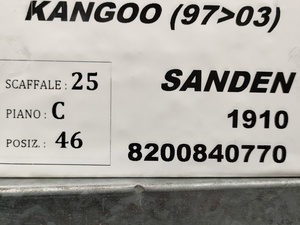 KANGOO (97>03)
SCAFFALE: 25
PIANO: C
POSIZ.: 46
SANDEN
1910
8200840770